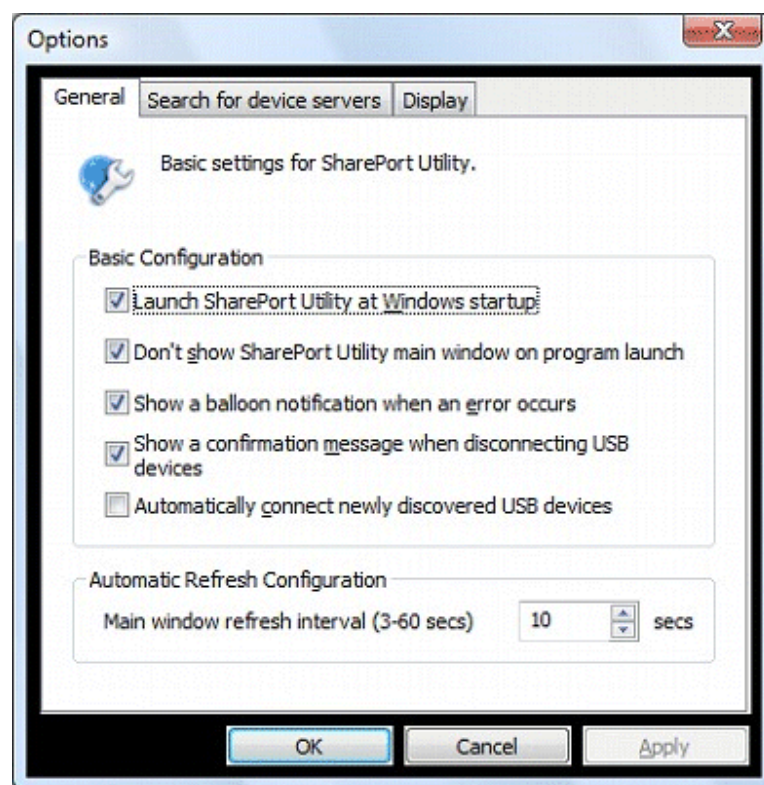 Options
General
Search for device servers
Display
Basic settings for SharePort Utility.
Basic Configuration
Launch SharePort Utility at Windows startup
Don't show SharePort Utility main window on program launch
Show a balloon notification when an error occurs
Show a confirmation message when disconnecting USB
devices
Automatically connect newly discovered USB devices
Automatic Refresh Configuration
Main window refresh interval (3-60 secs)
10
secs
OK
Cancel
Apply